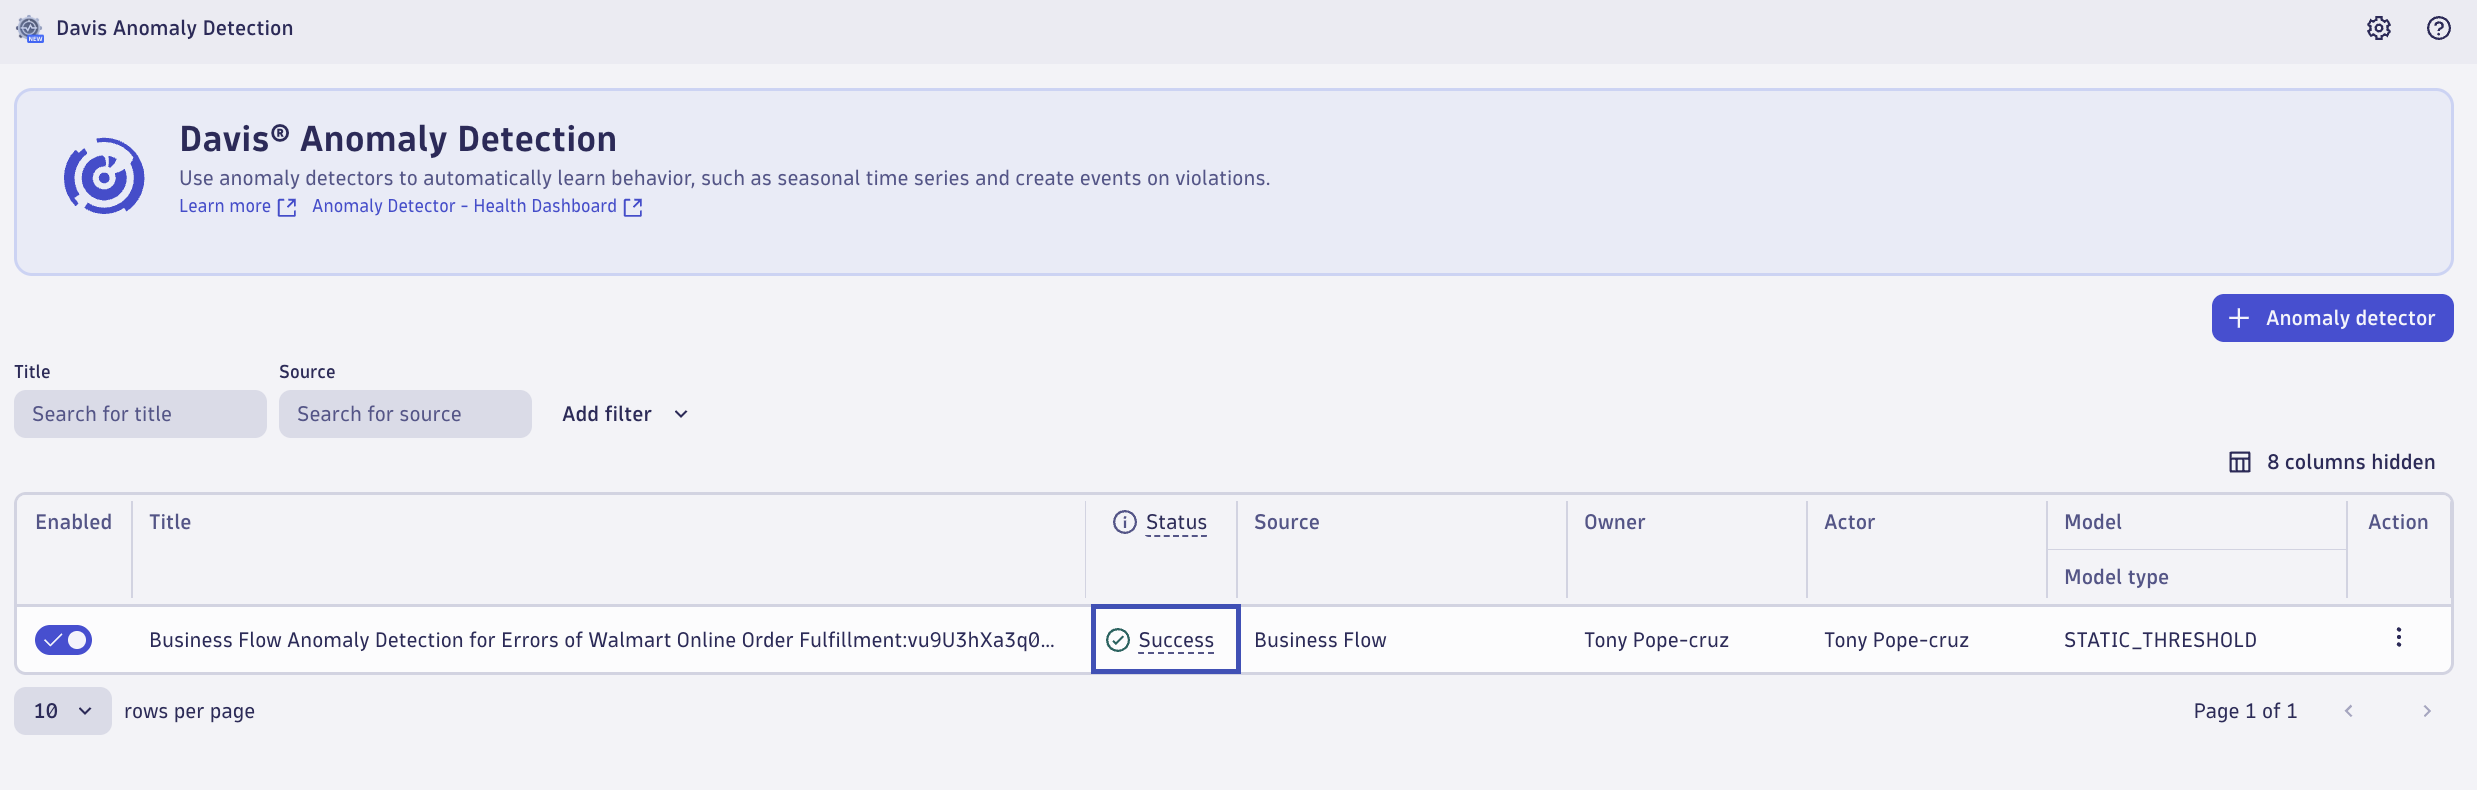 NEW
Davis Anomaly Detection
Davis® Anomaly Detection
Use anomaly detectors to automatically learn behavior, such as seasonal time series and create events on violations.
Learn more Anomaly Detector - Health Dashboard
Anomaly detector
Title Source
Search for title Search for source Add filter
8 columns hidden
Enabled Title Status Source Owner Actor Model Action
Model type
Business Flow Anomaly Detection for Errors of Walmart Online Order Fulfillment:vu9U3hXa3q0... Success Business Flow Tony Pope-cruz Tony Pope-cruz STATIC_THRESHOLD
10 rows per page Page 1 of 1